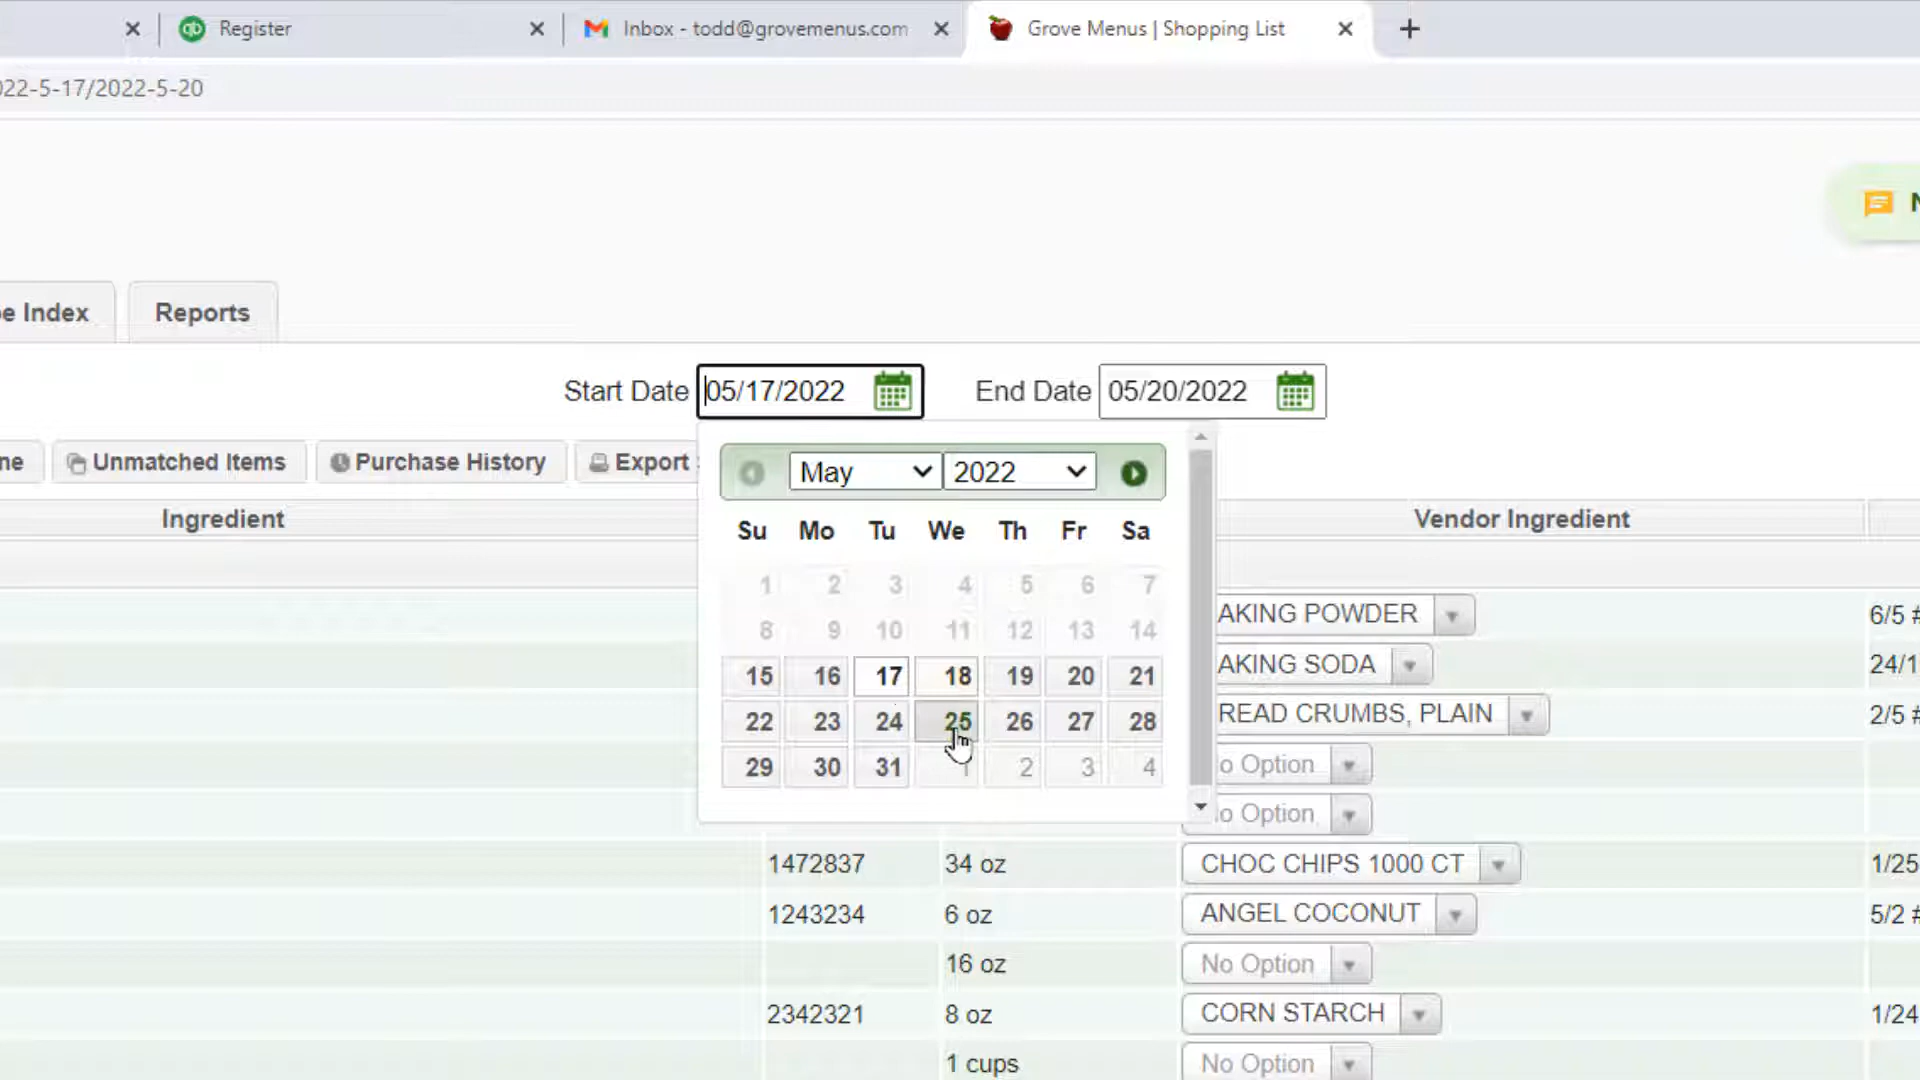 Register
Inbox - todd@grovemenus.com
Grove Menus | Shopping List
022-5-17/2022-5-20
e Index
Reports
Start Date 05/17/2022
End Date 05/20/2022
ne
Unmatched Items
Purchase History
Export
May 2022
Ingredient
Vendor Ingredient
Su Mo Tu We Th Fr Sa
1 2 3 4 5 6 7
8 9 10 11 12 13 14
15 16 17 18 19 20 21
22 23 24 25 26 27 28
29 30 31 1 2 3 4
AKING POWDER 6/5 #
AKING SODA 24/1
READ CRUMBS, PLAIN 2/5 #
o Option
o Option
1472837 34 oz CHOC CHIPS 1000 CT 1/25
1243234 6 oz ANGEL COCONUT 5/2 #
16 oz No Option
2342321 8 oz CORN STARCH 1/24
1 cups No Option